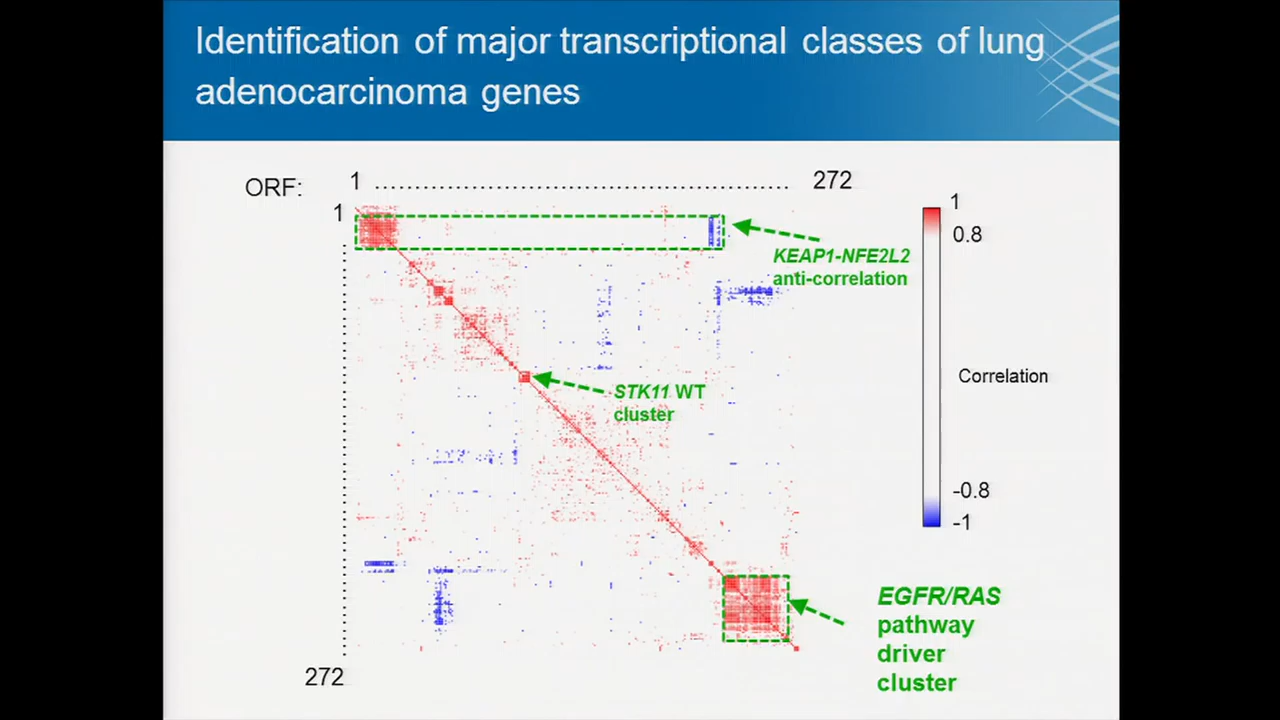 Identification of major transcriptional classes of lung
adenocarcinoma genes
ORF:
1
272
1
272
KEAP1-NFE2L2
anti-correlation
STK11 WT
cluster
EGFR/RAS
pathway
driver
cluster
1
0.8
Correlation
-0.8
-1